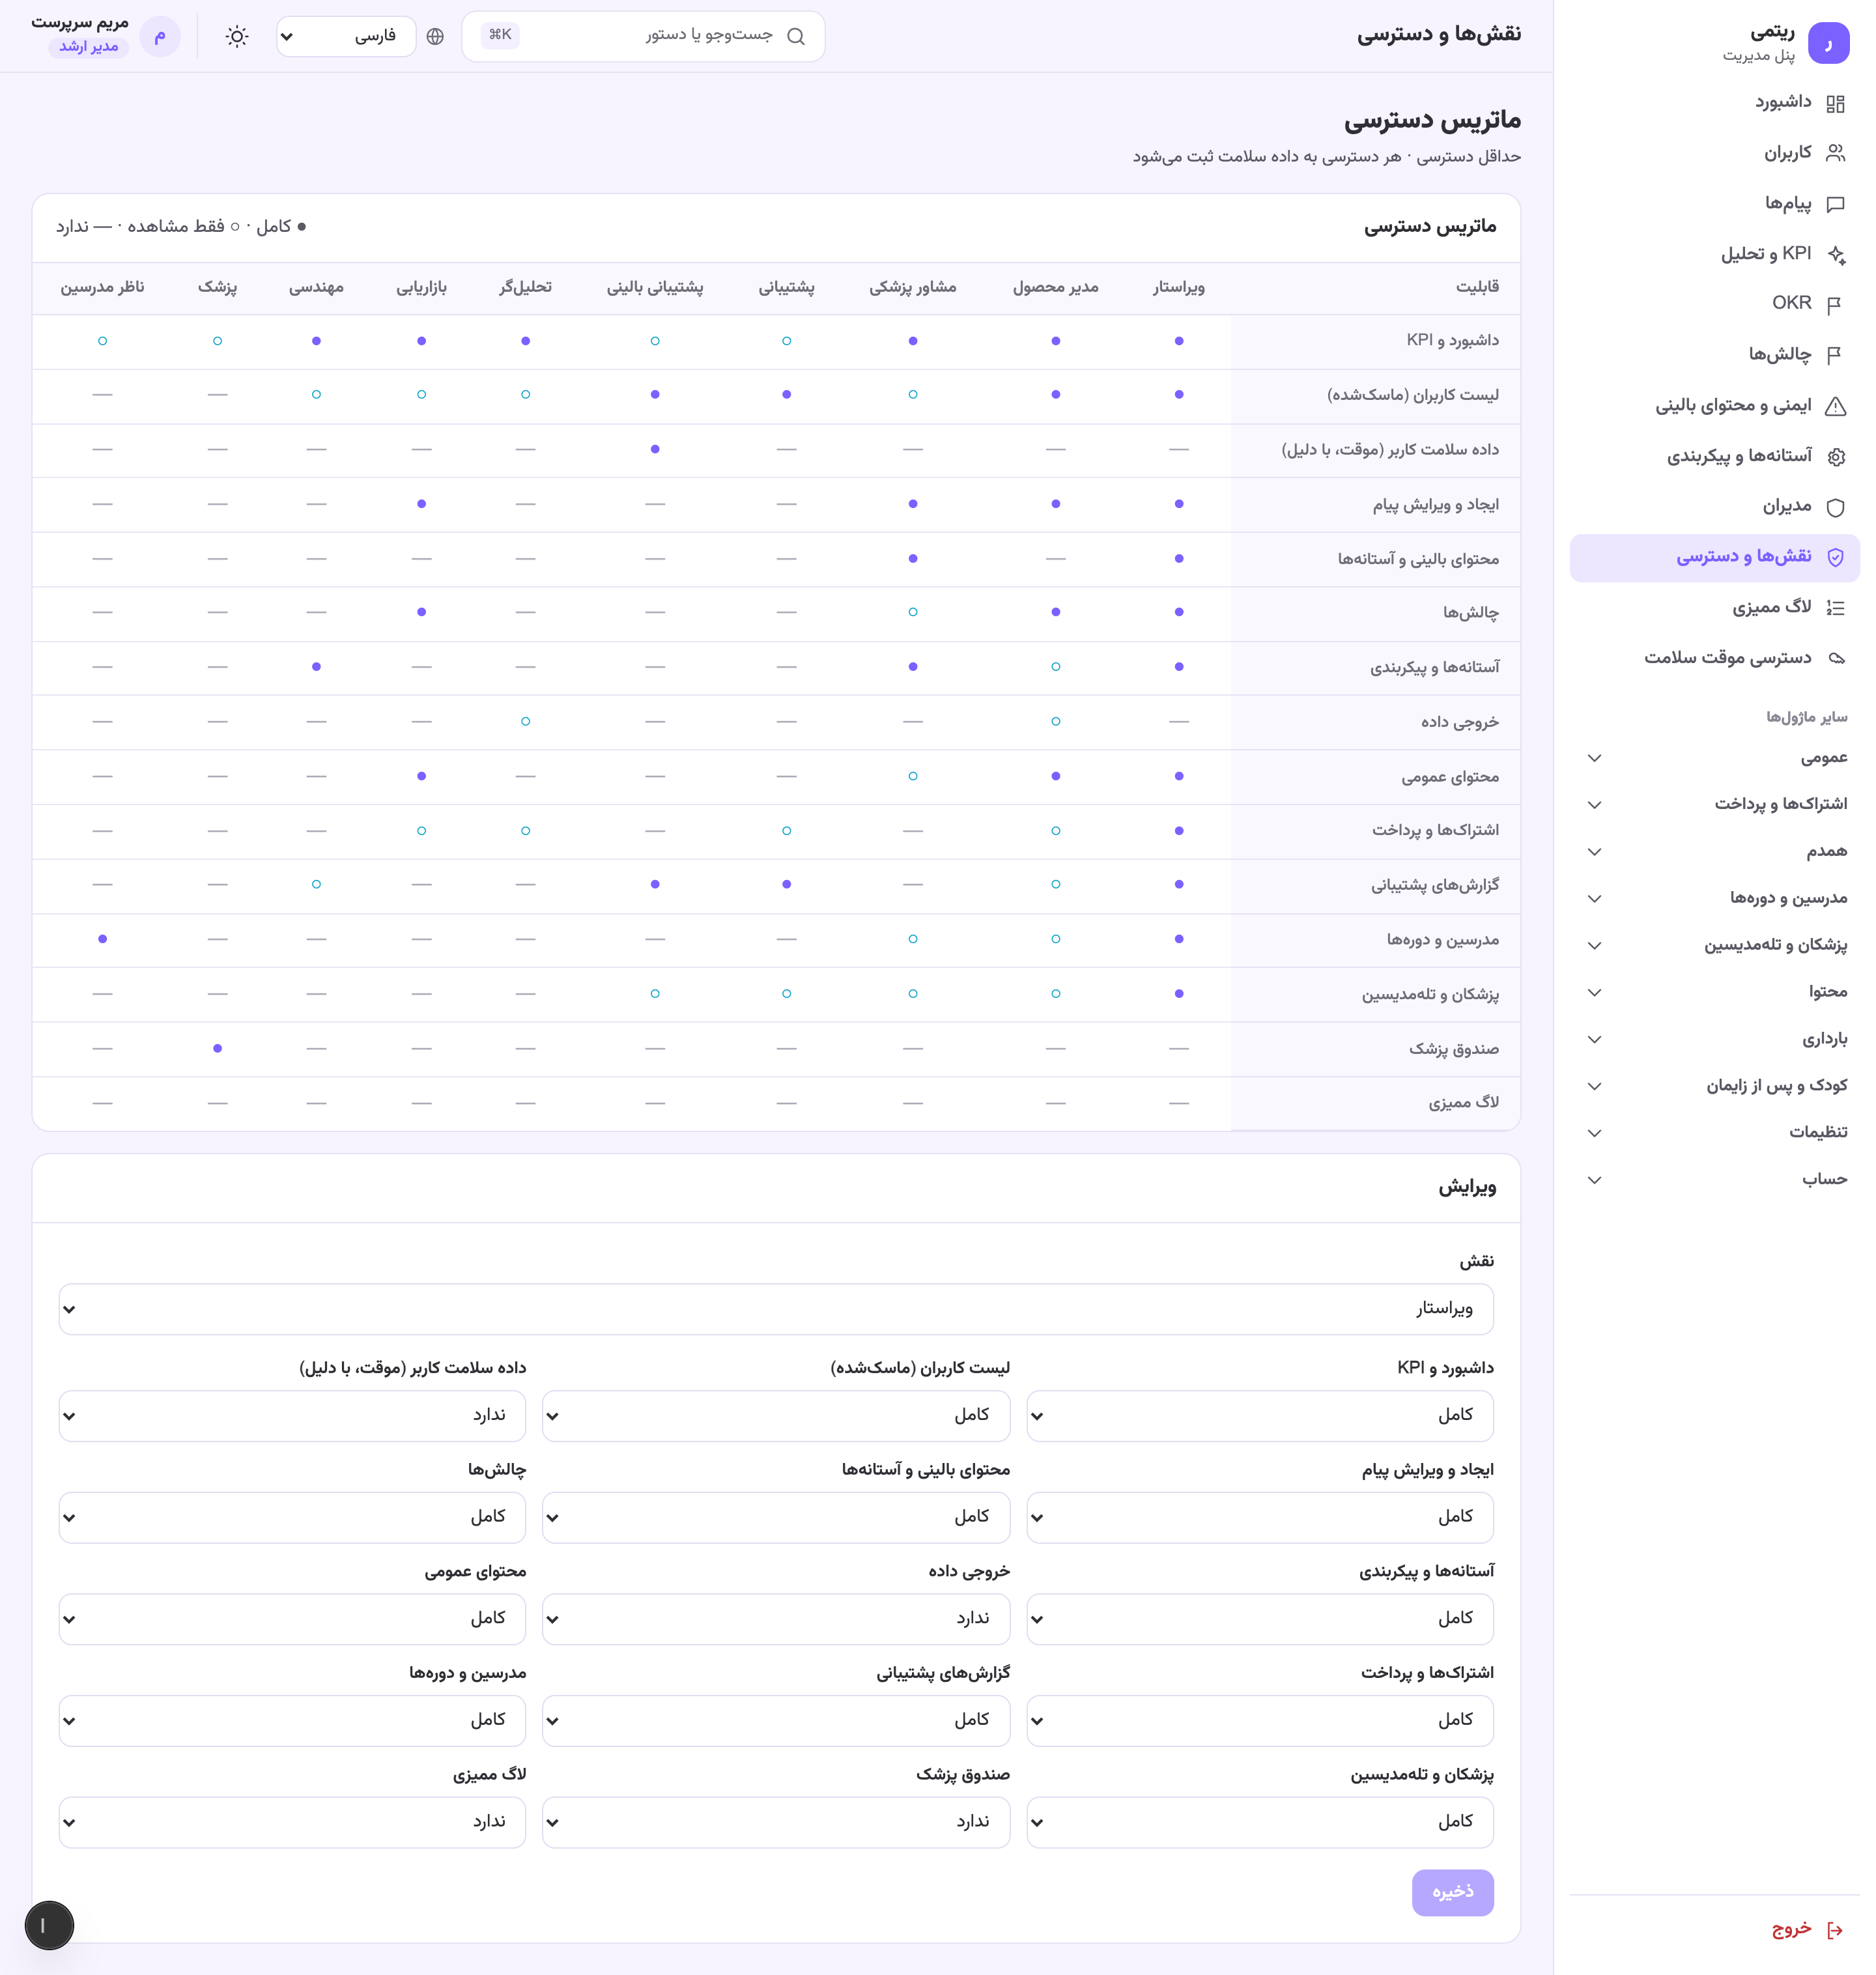 ر
ریتمی
پنل مدیریت
داشبورد
کاربران
پیام‌ها
KPI و تحلیل
OKR
چالش‌ها
ایمنی و محتوای بالینی
آستانه‌ها و پیکربندی
مدیران
نقش‌ها و دسترسی
لاگ ممیزی
دسترسی موقت سلامت
سایر ماژول‌ها
عمومی
اشتراک‌ها و پرداخت
همدم
مدرسین و دوره‌ها
پزشکان و تله‌مدیسین
محتوا
بارداری
کودک و پس از زایمان
تنظیمات
حساب
خروج
نقش‌ها و دسترسی
جست‌وجو یا دستور ⌘K
فارسی
م
مریم سرپرست
مدیر ارشد
ماتریس دسترسی
حداقل دسترسی · هر دسترسی به داده سلامت ثبت می‌شود
ماتریس دسترسی
● کامل · ○ فقط مشاهده · — ندارد
قابلیت ویراستار مدیر محصول مشاور پزشکی پشتیبانی پشتیبانی بالینی تحلیل‌گر بازاریابی مهندسی پزشک ناظر مدرسین
داشبورد و KPI ● ● ● ○ ○ ● ● ● ○ ○
لیست کاربران (ماسک‌شده) ● ● ○ ● ● ○ ○ ○ — —
داده سلامت کاربر (موقت، با دلیل) — — — — ● — — — — —
ایجاد و ویرایش پیام ● ● ● — — — ● — — —
محتوای بالینی و آستانه‌ها ● — ● — — — — — — —
چالش‌ها ● ● ○ — — — ● — — —
آستانه‌ها و پیکربندی ● ○ ● — — — — ● — —
خروجی داده — ○ — — — ○ — — — —
محتوای عمومی ● ● ○ — — — ● — — —
اشتراک‌ها و پرداخت ● ○ — ○ — ○ ○ — — —
گزارش‌های پشتیبانی ● ○ — ● ● — — ○ — —
مدرسین و دوره‌ها ● ○ ○ — — — — — — ●
پزشکان و تله‌مدیسین ● ○ ○ ○ ○ — — — — —
صندوق پزشک — — — — — — — — ● —
لاگ ممیزی — — — — — — — — — —
ویرایش
نقش
ویراستار
داشبورد و KPI لیست کاربران (ماسک‌شده) داده سلامت کاربر (موقت، با دلیل)
کامل کامل ندارد
ایجاد و ویرایش پیام محتوای بالینی و آستانه‌ها چالش‌ها
کامل کامل کامل
آستانه‌ها و پیکربندی خروجی داده محتوای عمومی
کامل ندارد کامل
اشتراک‌ها و پرداخت گزارش‌های پشتیبانی مدرسین و دوره‌ها
کامل کامل کامل
پزشکان و تله‌مدیسین صندوق پزشک لاگ ممیزی
کامل ندارد ندارد
ذخیره